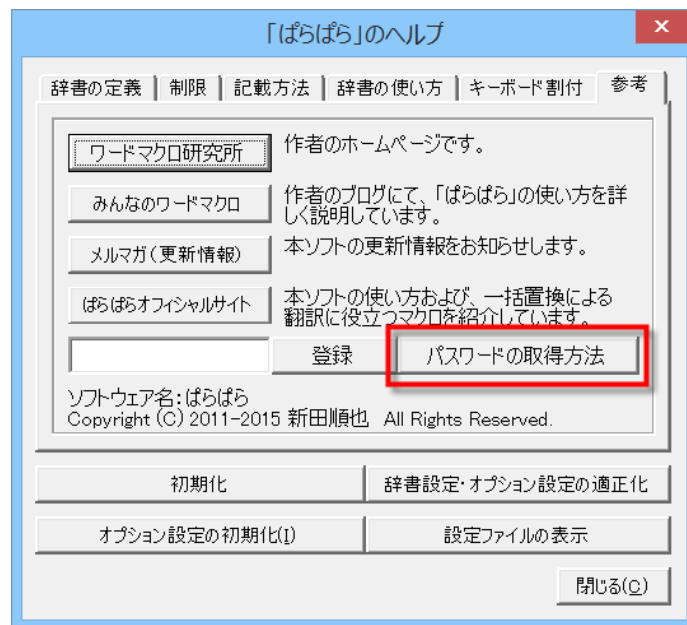 「ぱらぱら」のヘルプ
辞書の定義 制限 記載方法 辞書の使い方 キーボード割付 参考
ワードマクロ研究所 作者のホームページです。
みんなのワードマクロ 作者のブログにて、「ぱらぱら」の使い方を詳
しく説明しています。
メルマガ(更新情報) 本ソフトの更新情報をお知らせします。
ぱらぱらオフィシャルサイト 本ソフトの使い方および、一括置換による
翻訳に役立つマクロを紹介しています。
登録 パスワードの取得方法
ソフトウェア名:ぱらぱら
Copyright (C) 2011-2015 新田順也 All Rights Reserved.
初期化 辞書設定・オプション設定の適正化
オプション設定の初期化(I) 設定ファイルの表示
閉じる(C)